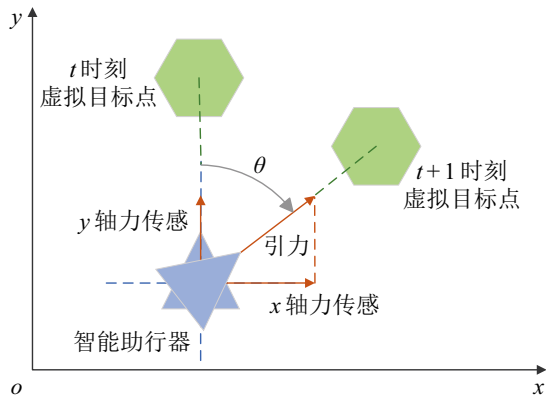 y
t 时刻
虚拟目标点
θ
t+1 时刻
虚拟目标点
y 轴力传感
引力
x 轴力传感
智能助行器
o
x